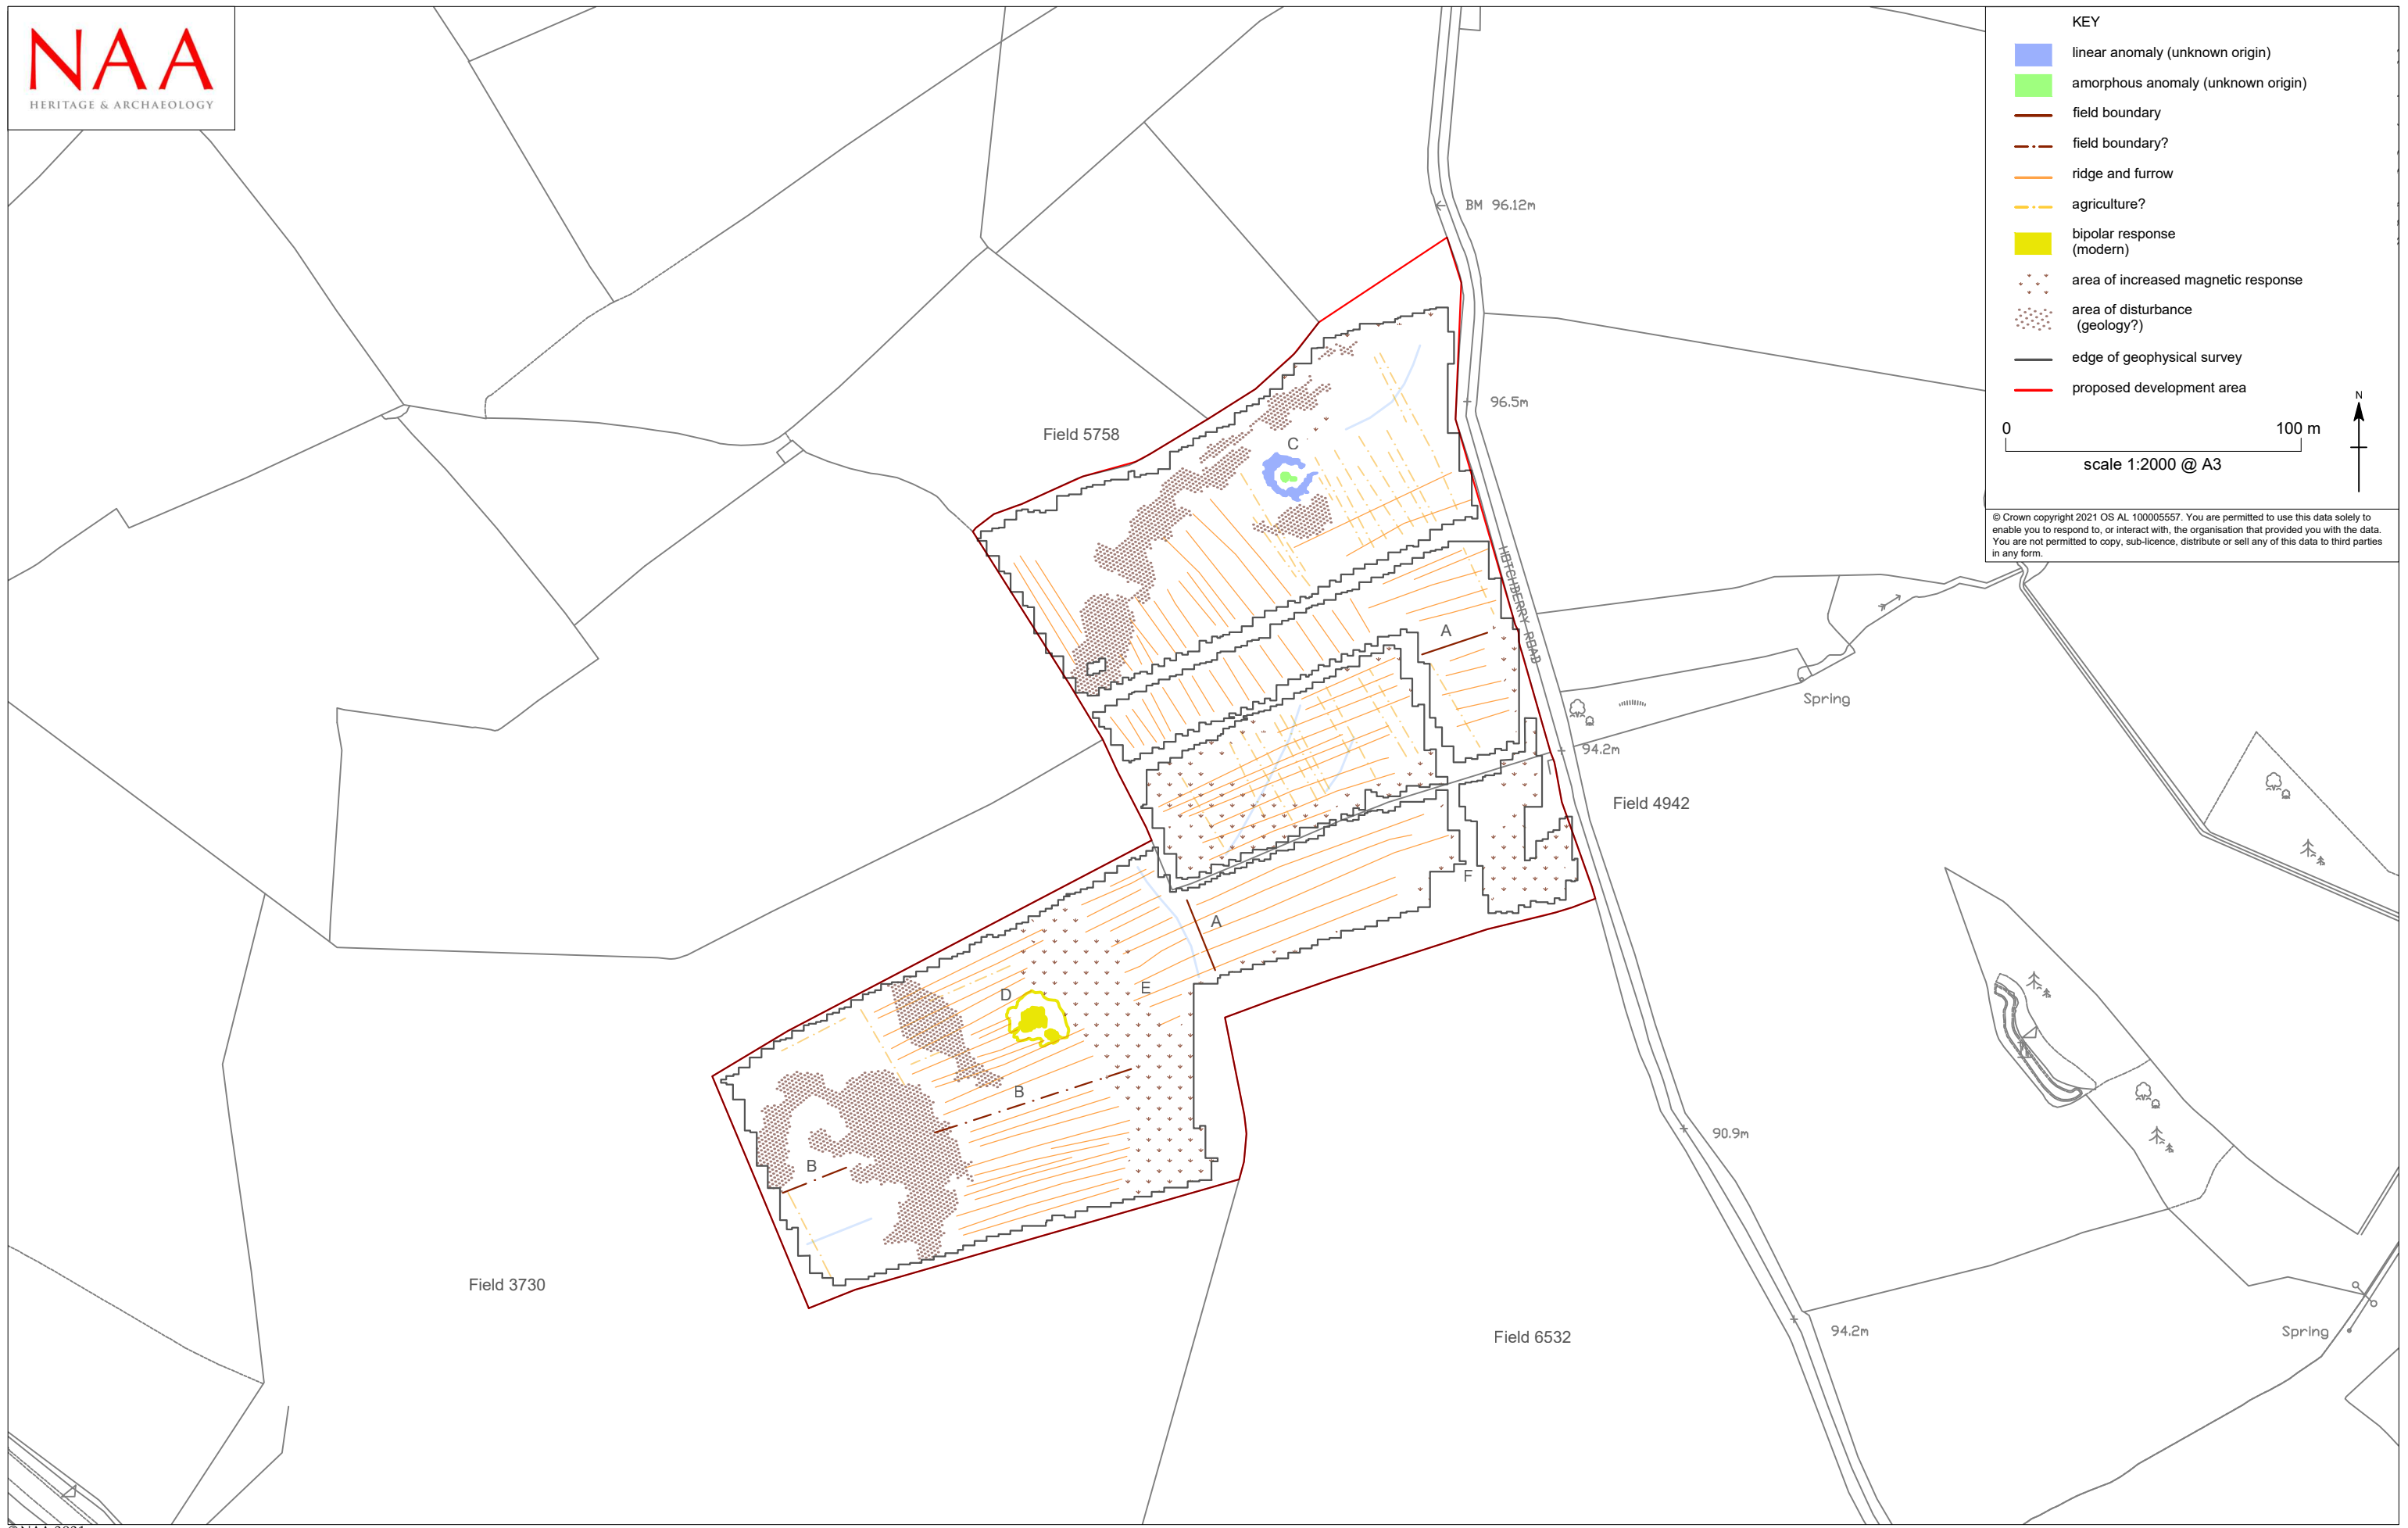 NAA
HERITAGE & ARCHAEOLOGY
KEY
linear anomaly (unknown origin)
amorphous anomaly (unknown origin)
field boundary
field boundary?
ridge and furrow
agriculture?
bipolar response
(modern)
area of increased magnetic response
area of disturbance
(geology?)
edge of geophysical survey
proposed development area
N
0 100 m
scale 1:2000 @ A3
© Crown copyright 2021 OS AL 100005557. You are permitted to use this data solely to
enable you to respond to, or interact with, the organisation that provided you with the data.
You are not permitted to copy, sub-licence, distribute or sell any of this data to third parties
in any form.
BM 96.12m
96.5m
Field 5758
C
HOTCHBERRY ROAD
A
Spring
94.2m
Field 4942
F
A
D
E
B
B
90.9m
Field 3730
Field 6532
94.2m
Spring
©NAA 2021